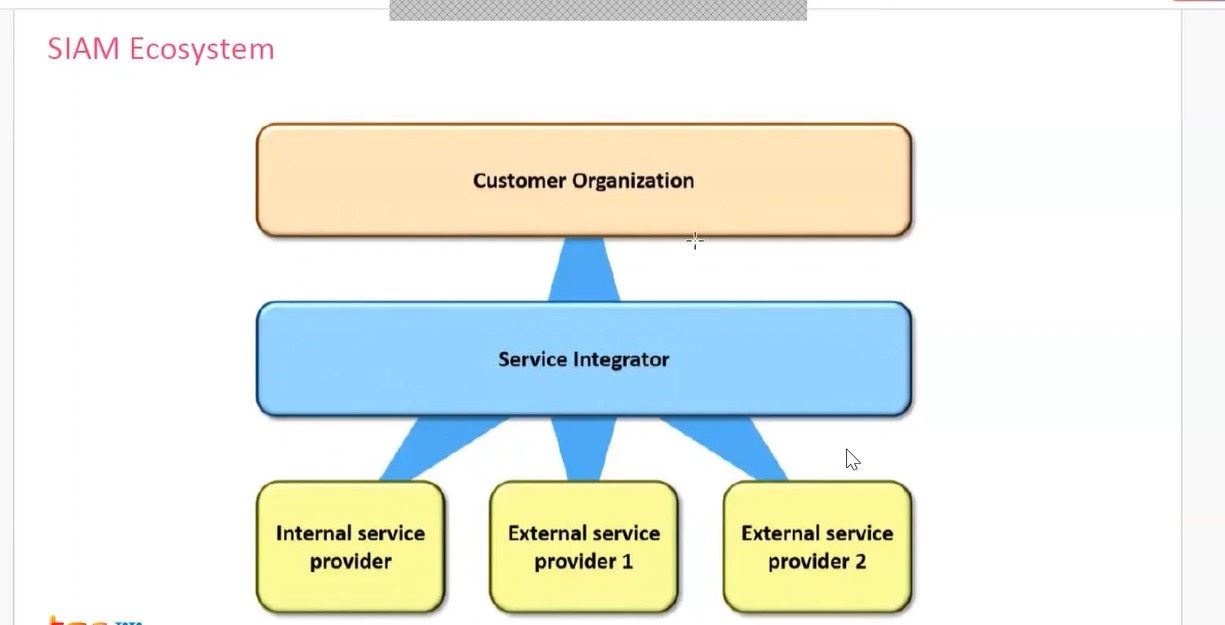 SIAM Ecosystem
Customer Organization
Service Integrator
Internal service
provider
External service
provider 1
External service
provider 2